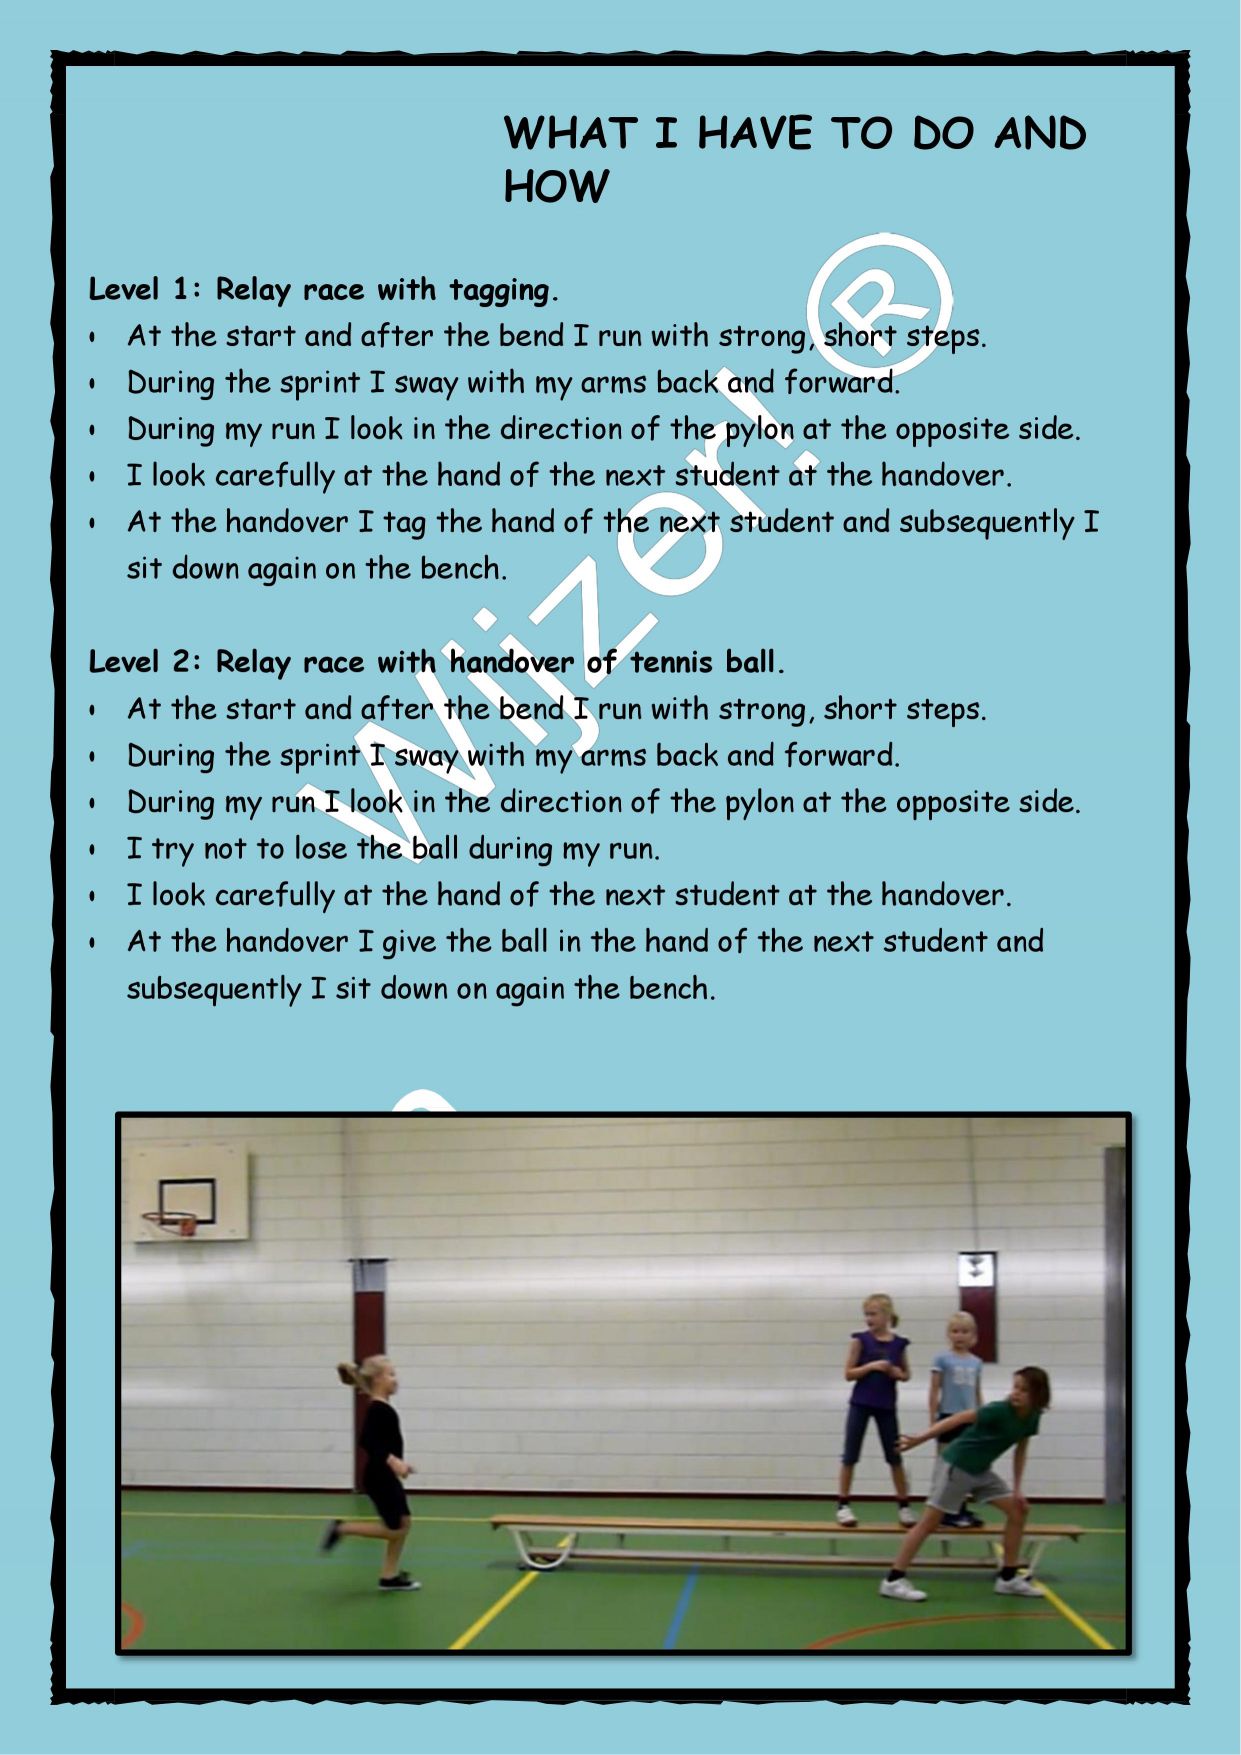 WHAT I HAVE TO DO AND
HOW
Level 1: Relay race with tagging.
• At the start and after the bend I run with strong, short steps.
• During the sprint I sway with my arms back and forward.
• During my run I look in the direction of the pylon at the opposite side.
• I look carefully at the hand of the next student at the handover.
• At the handover I tag the hand of the next student and subsequently I
sit down again on the bench.
Level 2: Relay race with handover of tennis ball.
• At the start and after the bend I run with strong, short steps.
• During the sprint I sway with my arms back and forward.
• During my run I look in the direction of the pylon at the opposite side.
• I try not to lose the ball during my run.
• I look carefully at the hand of the next student at the handover.
• At the handover I give the ball in the hand of the next student and
subsequently I sit down on again the bench.
Wijzer! ®